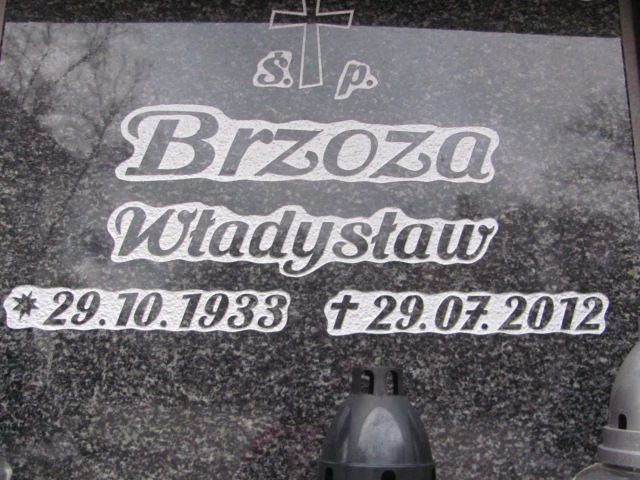 Ś. p.
Brzoza
Władysław
* 29.10.1933 † 29.07.2012